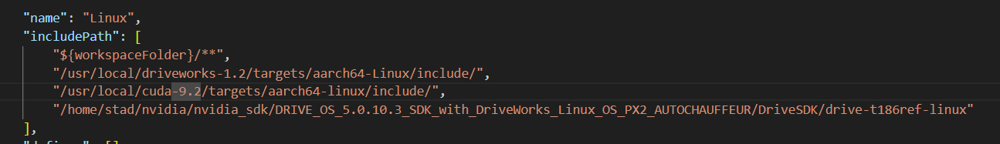 "name": "Linux",
"includePath": [
"${workspaceFolder}/**",
"/usr/local/driveworks-1.2/targets/aarch64-Linux/include/",
"/usr/local/cuda-9.2/targets/aarch64-linux/include/",
"/home/stad/nvidia/nvidia_sdk/DRIVE_OS_5.0.10.3_SDK_with_DriveWorks_Linux_OS_PX2_AUTOCHAUFFEUR/DriveSDK/drive-t186ref-linux"
],